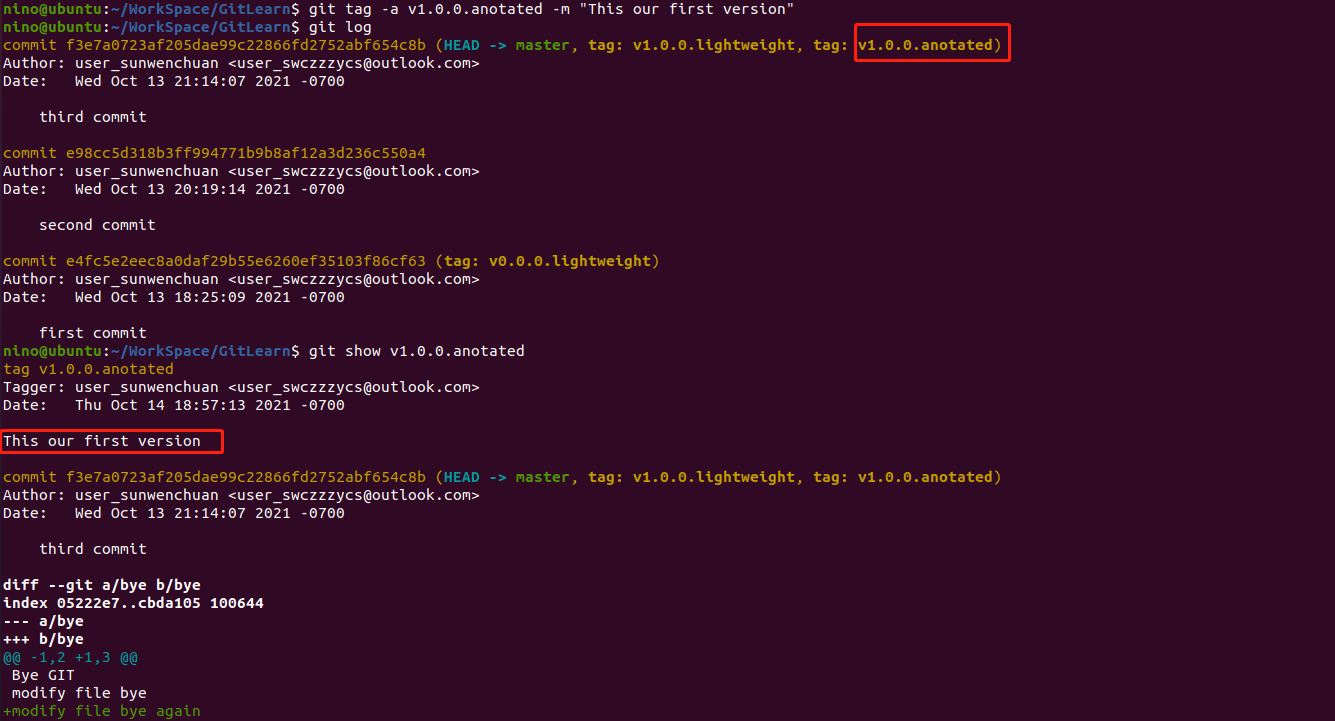 nino@ubuntu:~/WorkSpace/GitLearn$ git tag -a v1.0.0.anotated -m "This our first version"
nino@ubuntu:~/WorkSpace/GitLearn$ git log
commit f3e7a0723af205dae99c22866fd2752abf654c8b (HEAD -> master, tag: v1.0.0.lightweight, tag: v1.0.0.anotated)
Author: user_sunwenchuan <user_swczzzycs@outlook.com>
Date:   Wed Oct 13 21:14:07 2021 -0700
    third commit
commit e98cc5d318b3ff994771b9b8af12a3d236c550a4
Author: user_sunwenchuan <user_swczzzycs@outlook.com>
Date:   Wed Oct 13 20:19:14 2021 -0700
    second commit
commit e4fc5e2eec8a0daf29b55e6260ef35103f86cf63 (tag: v0.0.0.lightweight)
Author: user_sunwenchuan <user_swczzzycs@outlook.com>
Date:   Wed Oct 13 18:25:09 2021 -0700
    first commit
nino@ubuntu:~/WorkSpace/GitLearn$ git show v1.0.0.anotated
tag v1.0.0.anotated
Tagger: user_sunwenchuan <user_swczzzycs@outlook.com>
Date:   Thu Oct 14 18:57:13 2021 -0700
This our first version
commit f3e7a0723af205dae99c22866fd2752abf654c8b (HEAD -> master, tag: v1.0.0.lightweight, tag: v1.0.0.anotated)
Author: user_sunwenchuan <user_swczzzycs@outlook.com>
Date:   Wed Oct 13 21:14:07 2021 -0700
    third commit
diff --git a/bye b/bye
index 05222e7..cbda105 100644
--- a/bye
+++ b/bye
@@ -1,2 +1,3 @@
 Bye GIT
 modify file bye
+modify file bye again